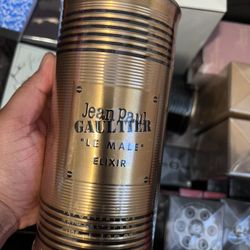 Jean Paul
GAULTIER
"LE MALE"
ELIXIR